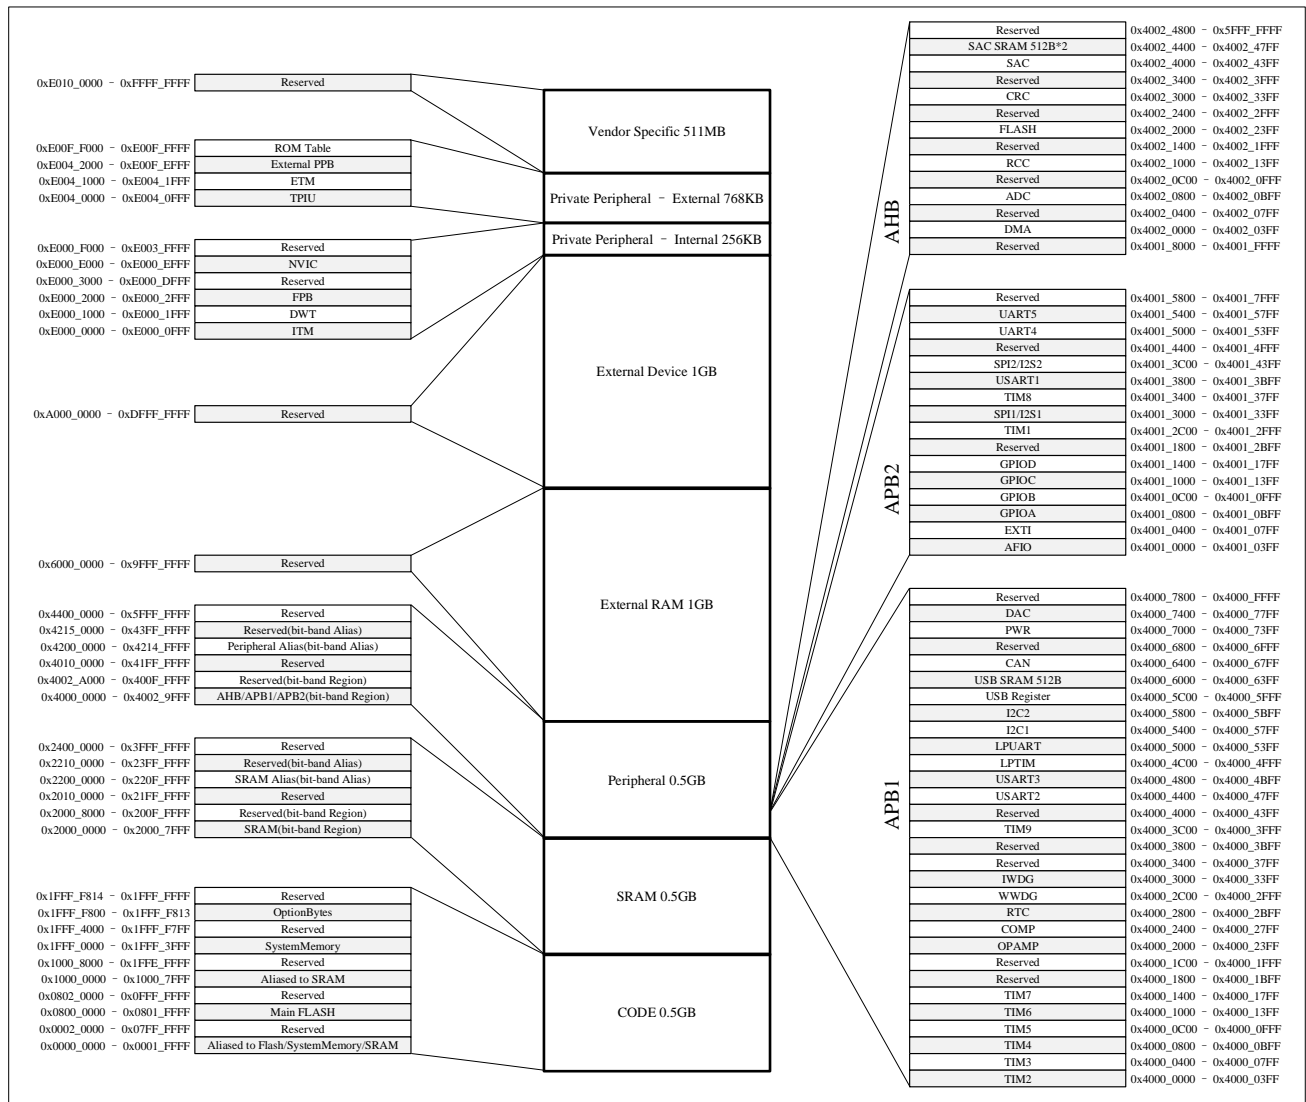 0xE010_0000 - 0xFFFF_FFFF Reserved
0xE00F_F000 - 0xE00F_FFFF ROM Table
0xE004_2000 - 0xE00F_EFFF External PPB
0xE004_1000 - 0xE004_1FFF ETM
0xE004_0000 - 0xE004_0FFF TPIU
0xE000_F000 - 0xE003_FFFF Reserved
0xE000_E000 - 0xE000_EFFF NVIC
0xE000_3000 - 0xE000_DFFF Reserved
0xE000_2000 - 0xE000_2FFF FPB
0xE000_1000 - 0xE000_1FFF DWT
0xE000_0000 - 0xE000_0FFF ITM
0xA000_0000 - 0xDFFF_FFFF Reserved
0x6000_0000 - 0x9FFF_FFFF Reserved
0x4400_0000 - 0x5FFF_FFFF Reserved
0x4215_0000 - 0x43FF_FFFF Reserved(bit-band Alias)
0x4200_0000 - 0x4214_FFFF Peripheral Alias(bit-band Alias)
0x4010_0000 - 0x41FF_FFFF Reserved
0x4002_A000 - 0x400F_FFFF Reserved(bit-band Region)
0x4000_0000 - 0x4002_9FFF AHB/APB1/APB2(bit-band Region)
0x2400_0000 - 0x3FFF_FFFF Reserved
0x2210_0000 - 0x23FF_FFFF Reserved(bit-band Alias)
0x2200_0000 - 0x220F_FFFF SRAM Alias(bit-band Alias)
0x2010_0000 - 0x21FF_FFFF Reserved
0x2000_8000 - 0x200F_FFFF Reserved(bit-band Region)
0x2000_0000 - 0x2000_7FFF SRAM(bit-band Region)
0x1FFF_F814 - 0x1FFF_FFFF Reserved
0x1FFF_F800 - 0x1FFF_F813 OptionBytes
0x1FFF_4000 - 0x1FFF_F7FF Reserved
0x1FFF_0000 - 0x1FFF_3FFF SystemMemory
0x1000_8000 - 0x1FFE_FFFF Reserved
0x1000_0000 - 0x1000_7FFF Aliased to SRAM
0x0802_0000 - 0x0FFF_FFFF Reserved
0x0800_0000 - 0x0801_FFFF Main FLASH
0x0002_0000 - 0x07FF_FFFF Reserved
0x0000_0000 - 0x0001_FFFF Aliased to Flash/SystemMemory/SRAM
Vendor Specific 511MB
Private Peripheral - External 768KB
Private Peripheral - Internal 256KB
External Device 1GB
External RAM 1GB
Peripheral 0.5GB
SRAM 0.5GB
CODE 0.5GB
AHB
Reserved 0x4002_4800 - 0x5FFF_FFFF
SAC SRAM 512B*2 0x4002_4400 - 0x4002_47FF
SAC 0x4002_4000 - 0x4002_43FF
Reserved 0x4002_3400 - 0x4002_3FFF
CRC 0x4002_3000 - 0x4002_33FF
Reserved 0x4002_2400 - 0x4002_2FFF
FLASH 0x4002_2000 - 0x4002_23FF
Reserved 0x4002_1400 - 0x4002_1FFF
RCC 0x4002_1000 - 0x4002_13FF
Reserved 0x4002_0C00 - 0x4002_0FFF
ADC 0x4002_0800 - 0x4002_0BFF
Reserved 0x4002_0400 - 0x4002_07FF
DMA 0x4002_0000 - 0x4002_03FF
Reserved 0x4001_8000 - 0x4001_FFFF
APB2
Reserved 0x4001_5800 - 0x4001_7FFF
UART5 0x4001_5400 - 0x4001_57FF
UART4 0x4001_5000 - 0x4001_53FF
Reserved 0x4001_4400 - 0x4001_4FFF
SPI2/I2S2 0x4001_3C00 - 0x4001_43FF
USART1 0x4001_3800 - 0x4001_3BFF
TIM8 0x4001_3400 - 0x4001_37FF
SPI1/I2S1 0x4001_3000 - 0x4001_33FF
TIM1 0x4001_2C00 - 0x4001_2FFF
Reserved 0x4001_1800 - 0x4001_2BFF
GPIOD 0x4001_1400 - 0x4001_17FF
GPIOC 0x4001_1000 - 0x4001_13FF
GPIOB 0x4001_0C00 - 0x4001_0FFF
GPIOA 0x4001_0800 - 0x4001_0BFF
EXTI 0x4001_0400 - 0x4001_07FF
AFIO 0x4001_0000 - 0x4001_03FF
APB1
Reserved 0x4000_7800 - 0x4000_FFFF
DAC 0x4000_7400 - 0x4000_77FF
PWR 0x4000_7000 - 0x4000_73FF
Reserved 0x4000_6800 - 0x4000_6FFF
CAN 0x4000_6400 - 0x4000_67FF
USB SRAM 512B 0x4000_6000 - 0x4000_63FF
USB Register 0x4000_5C00 - 0x4000_5FFF
I2C2 0x4000_5800 - 0x4000_5BFF
I2C1 0x4000_5400 - 0x4000_57FF
LPUART 0x4000_5000 - 0x4000_53FF
LPTIM 0x4000_4C00 - 0x4000_4FFF
USART3 0x4000_4800 - 0x4000_4BFF
USART2 0x4000_4400 - 0x4000_47FF
Reserved 0x4000_4000 - 0x4000_43FF
TIM9 0x4000_3C00 - 0x4000_3FFF
Reserved 0x4000_3800 - 0x4000_3BFF
Reserved 0x4000_3400 - 0x4000_37FF
IWDG 0x4000_3000 - 0x4000_33FF
WWDG 0x4000_2C00 - 0x4000_2FFF
RTC 0x4000_2800 - 0x4000_2BFF
COMP 0x4000_2400 - 0x4000_27FF
OPAMP 0x4000_2000 - 0x4000_23FF
Reserved 0x4000_1C00 - 0x4000_1FFF
Reserved 0x4000_1800 - 0x4000_1BFF
TIM7 0x4000_1400 - 0x4000_17FF
TIM6 0x4000_1000 - 0x4000_13FF
TIM5 0x4000_0C00 - 0x4000_0FFF
TIM4 0x4000_0800 - 0x4000_0BFF
TIM3 0x4000_0400 - 0x4000_07FF
TIM2 0x4000_0000 - 0x4000_03FF